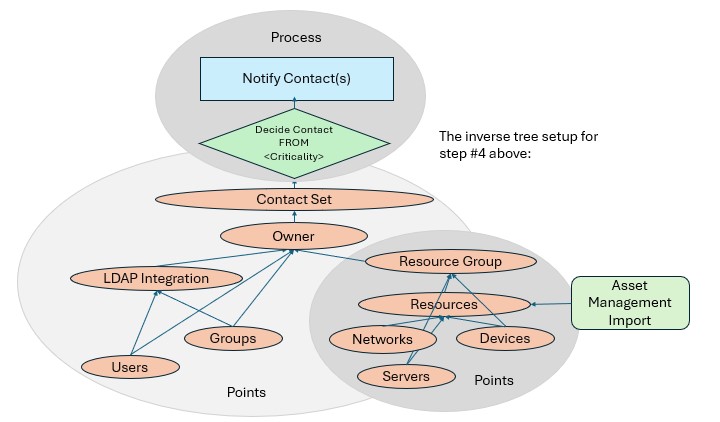 Process
Notify Contact(s)
Decide Contact
FROM
<Criticality>
The inverse tree setup for
step #4 above:
Contact Set
Owner
LDAP Integration
Resource Group
Resources
Asset
Management
Import
Groups
Networks
Devices
Users
Servers
Points
Points